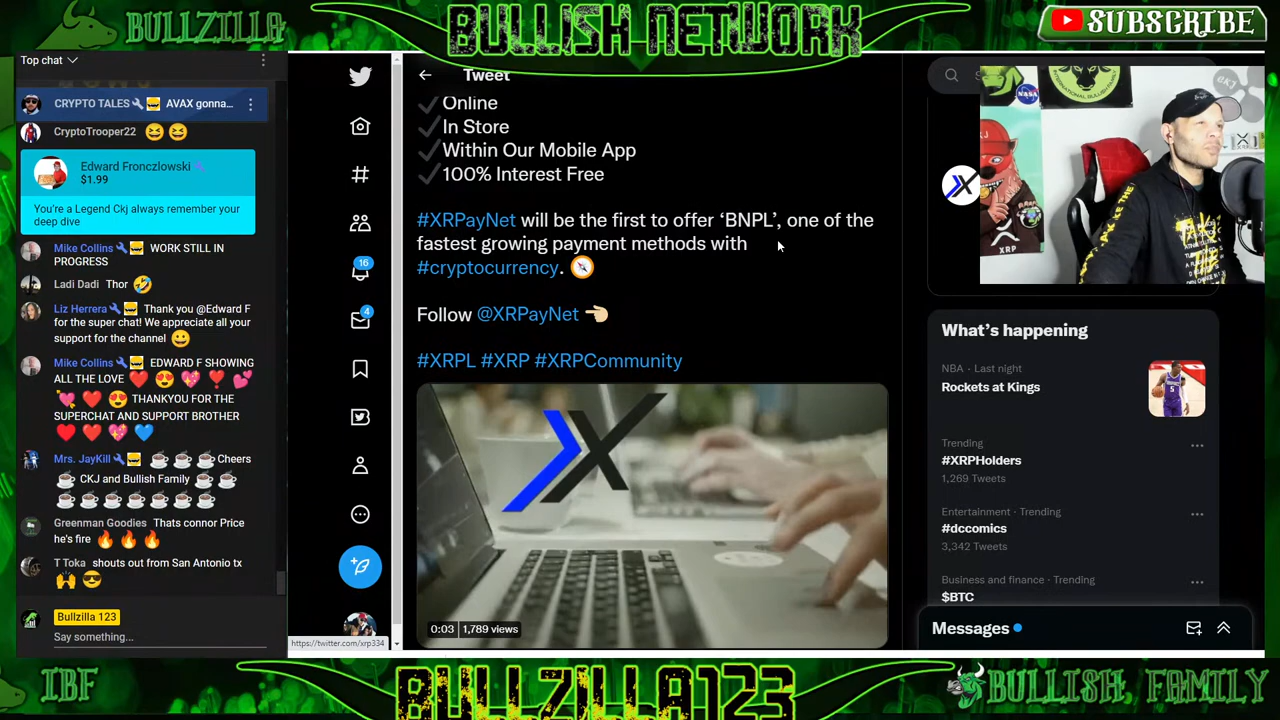 BULLZILLA
BULLISH NETWORK
SUBSCRIBE
Top chat
CRYPTO TALES AVAX gonna...
CryptoTrooper22
Edward Fronczlowski
$1.99
You're a Legend Ckj always remember your
deep dive
Mike Collins WORK STILL IN
PROGRESS
Ladi Dadi Thor
Liz Herrera Thank you @Edward F
for the super chat! We appreciate all your
support for the channel
Mike Collins EDWARD F SHOWING
ALL THE LOVE
THANKYOU FOR THE
SUPERCHAT AND SUPPORT BROTHER
Mrs. JayKill Cheers
CKJ and Bullish Family
Greenman Goodies Thats connor Price
he's fire
T Toka shouts out from San Antonio tx
Bullzilla 123
Say something...
16
4
https://twitter.com/xrp334
Tweet
Online
In Store
Within Our Mobile App
100% Interest Free
#XRPayNet will be the first to offer ‘BNPL’, one of the
fastest growing payment methods with
#cryptocurrency.
Follow @XRPayNet
#XRPL #XRP #XRPCommunity
0:03 1,789 views
NASA
XRP
What’s happening
NBA · Last night
Rockets at Kings
Trending
#XRPHolders
1,269 Tweets
Entertainment · Trending
#dccomics
3,342 Tweets
Business and finance · Trending
$BTC
Messages
IBF
BULLZILLA123
BULLISH FAMILY